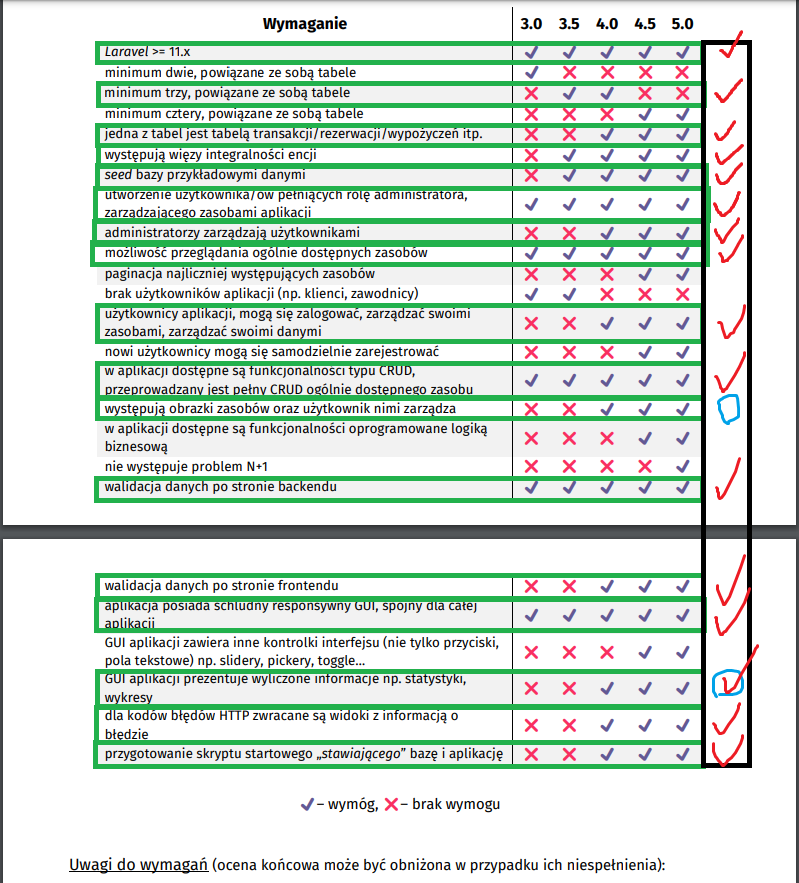 Wymaganie 3.0 3.5 4.0 4.5 5.0
Laravel >= 11.x
minimum dwie, powiązane ze sobą tabele
minimum trzy, powiązane ze sobą tabele
minimum cztery, powiązane ze sobą tabele
jedna z tabel jest tabelą transakcji/rezerwacji/wypożyczeń itp.
występują więzy integralności encji
seed bazy przykładowymi danymi
utworzenie użytkownika/ów pełniących rolę administratora,
zarządzającego zasobami aplikacji
administratorzy zarządzają użytkownikami
możliwość przeglądania ogólnie dostępnych zasobów
paginacja najliczniej występujących zasobów
brak użytkowników aplikacji (np. klienci, zawodnicy)
użytkownicy aplikacji, mogą się zalogować, zarządzać swoimi
zasobami, zarządzać swoimi danymi
nowi użytkownicy mogą się samodzielnie zarejestrować
w aplikacji dostępne są funkcjonalności typu CRUD,
przeprowadzany jest pełny CRUD ogólnie dostępnego zasobu
występują obrazki zasobów oraz użytkownik nimi zarządza
w aplikacji dostępne są funkcjonalności oprogramowane logiką
biznesową
nie występuje problem N+1
walidacja danych po stronie backendu
walidacja danych po stronie frontendu
aplikacja posiada schludny responsywny GUI, spójny dla całej
aplikacji
GUI aplikacji zawiera inne kontrolki interfejsu (nie tylko przyciski,
pola tekstowe) np. slidery, pickery, toggle...
GUI aplikacji prezentuje wyliczone informacje np. statystyki,
wykresy
dla kodów błędów HTTP zwracane są widoki z informacją o
błędzie
przygotowanie skryptu startowego „stawiającego” bazę i aplikację
✓ – wymóg, ✕ – brak wymogu
Uwagi do wymagań (ocena końcowa może być obniżona w przypadku ich niespełnienia):